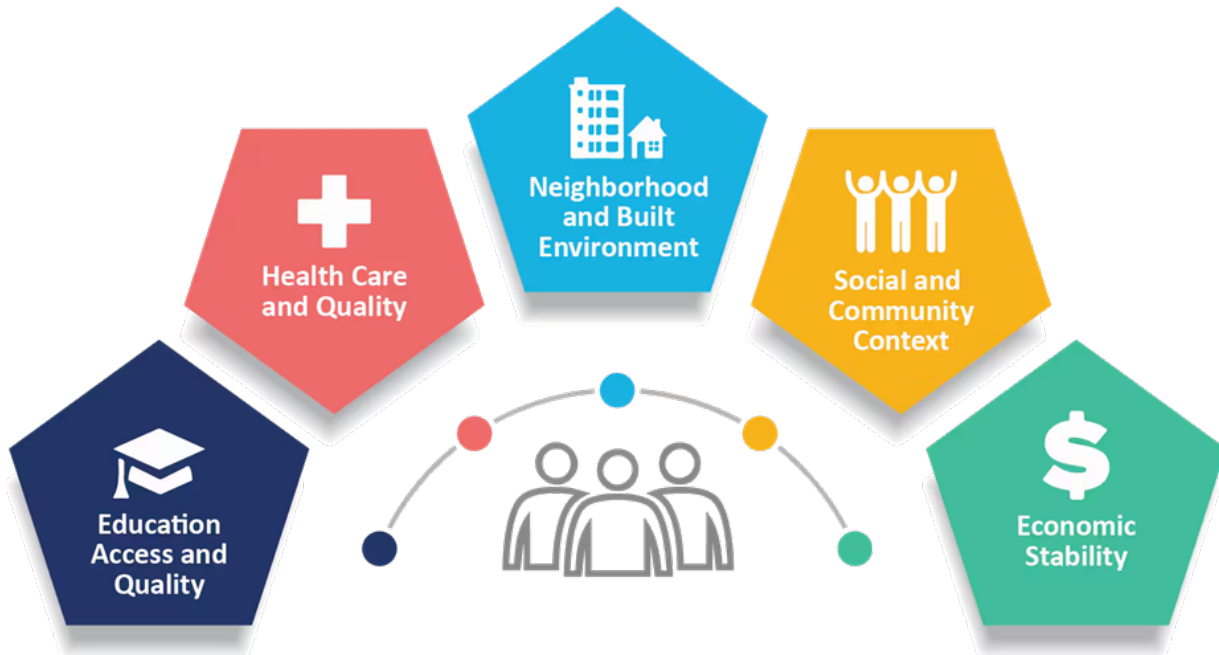 Neighborhood
and Built
Environment
Health Care
and Quality
Social and
Community
Context
Education
Access and
Quality
$
Economic
Stability